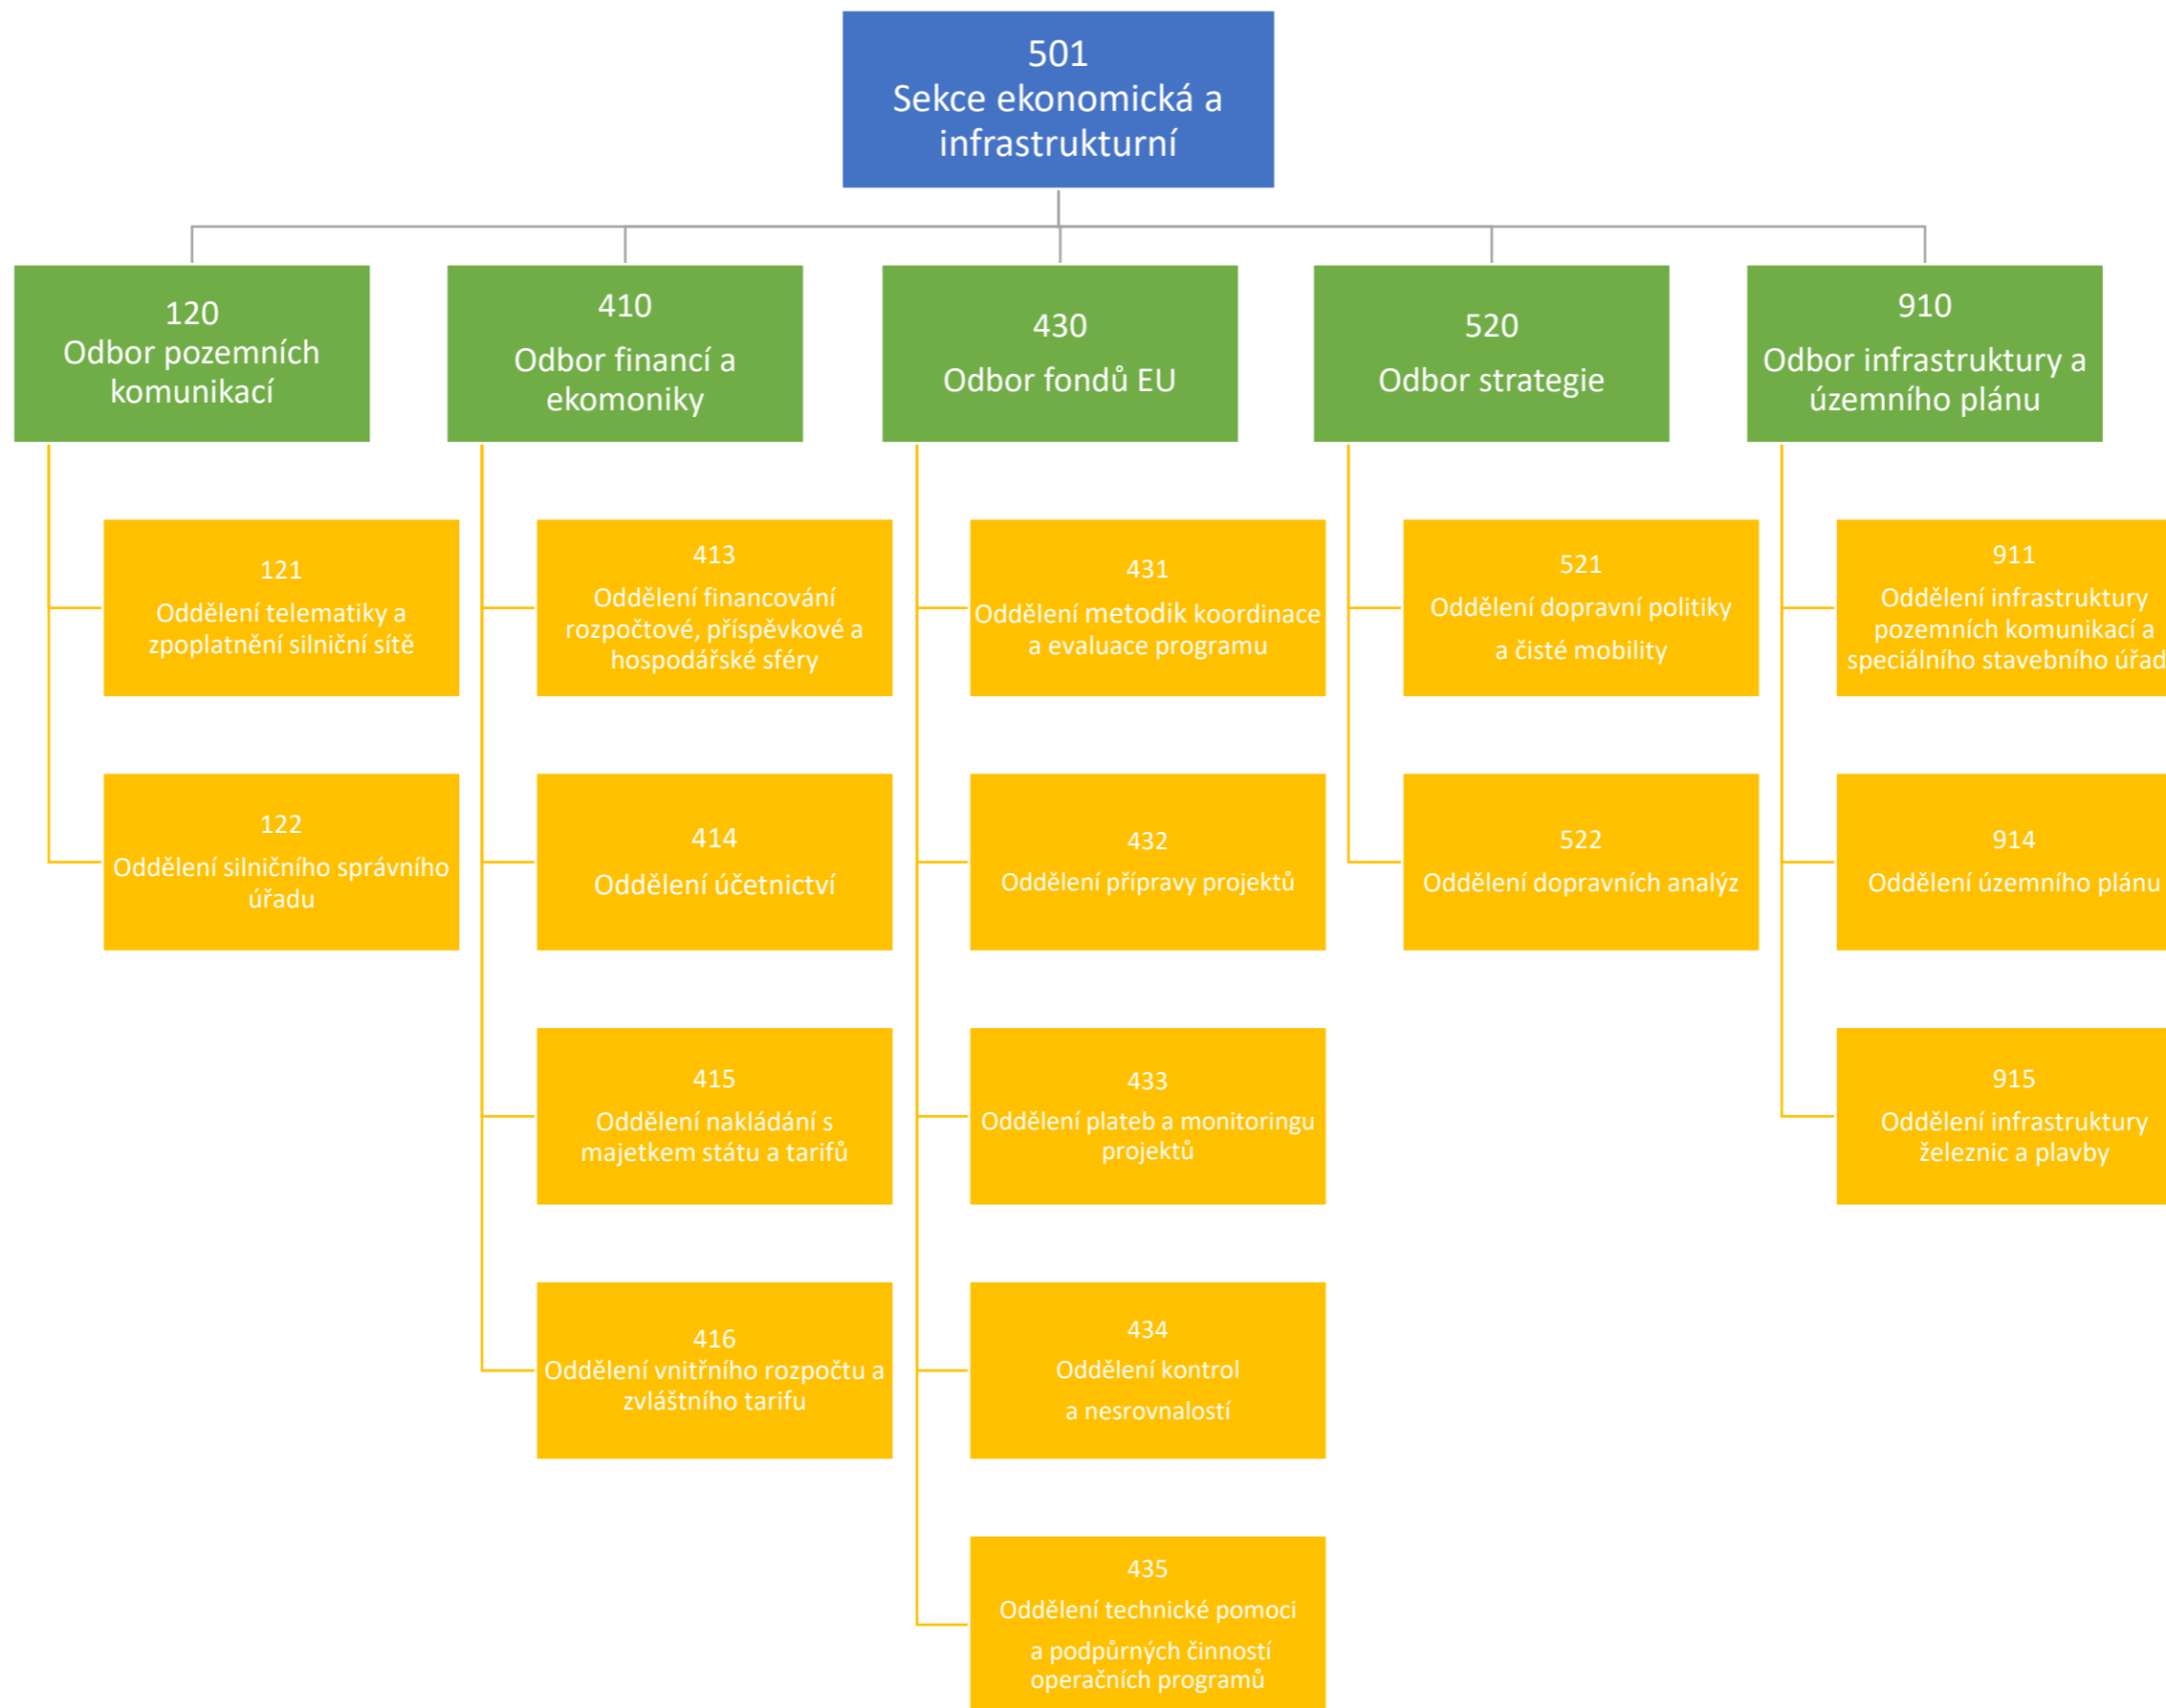 501
Sekce ekonomická a
infrastrukturní
120
Odbor pozemních
komunikací
410
Odbor financí a
ekomoniky
430
Odbor fondů EU
520
Odbor strategie
910
Odbor infrastruktury a
územního plánu
121
Oddělení telematiky a
zpoplatnění silniční sítě
122
Oddělení silničního správního
úřadu
413
Oddělení financování
rozpočtové, příspěvkové a
hospodářské sféry
414
Oddělení účetnictví
415
Oddělení nakládání s
majetkem státu a tarifů
416
Oddělení vnitřního rozpočtu a
zvláštního tarifu
431
Oddělení metodik koordinace
a evaluace programu
432
Oddělení přípravy projektů
433
Oddělení plateb a monitoringu
projektů
434
Oddělení kontrol
a nesrovnalostí
435
Oddělení technické pomoci
a podpůrných činností
operačních programů
521
Oddělení dopravní politiky
a čisté mobility
522
Oddělení dopravních analýz
911
Oddělení infrastruktury
pozemních komunikací a
speciálního stavebního
914
Oddělení územního plánu
915
Oddělení infrastruktury
železnic a plavby